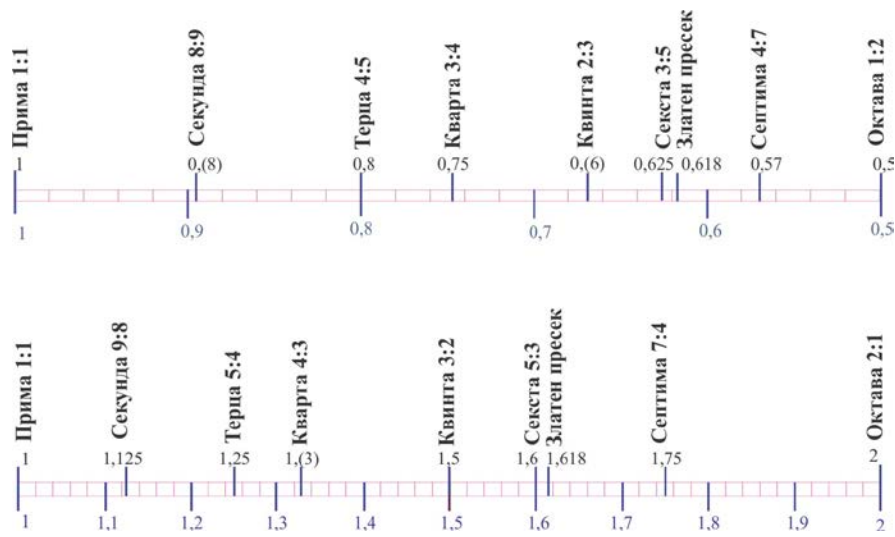 Прима 1:1
Секунда 8:9
Терца 4:5
Кварта 3:4
Квинта 2:3
Секста 3:5
Златен пресек
Септима 4:7
Октава 1:2
1 0,(8) 0,8 0,75 0,(6) 0,625 0,618 0,57 0,5
1 0,9 0,8 0,7 0,6 0,5
Прима 1:1
Секунда 9:8
Терца 5:4
Кварта 4:3
Квинта 3:2
Секста 5:3
Златен пресек
Септима 7:4
Октава 2:1
1 1,125 1,25 1,(3) 1,5 1,6 1,618 1,75 2
1 1,1 1,2 1,3 1,4 1,5 1,6 1,7 1,8 1,9 2